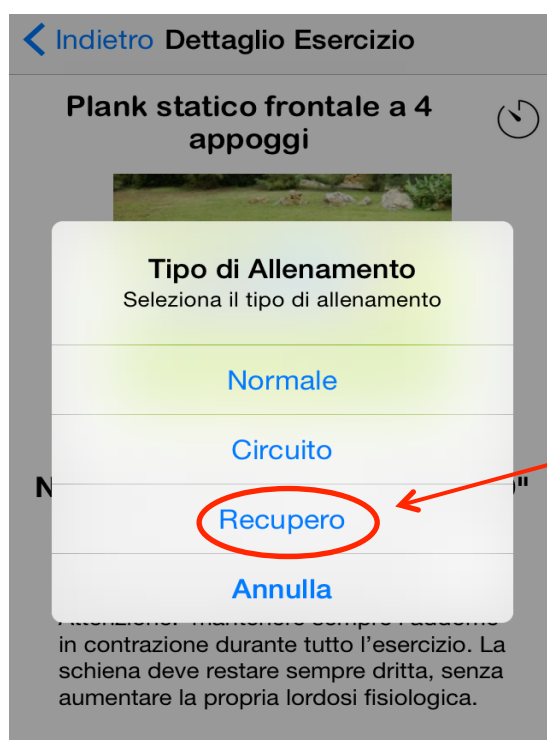 Indietro Dettaglio Esercizio
Plank statico frontale a 4
appoggi
Tipo di Allenamento
Seleziona il tipo di allenamento
Normale
Circuito
N "
Recupero
Annulla
in contrazione durante tutto l'esercizio. La
schiena deve restare sempre dritta, senza
aumentare la propria lordosi fisiologica.